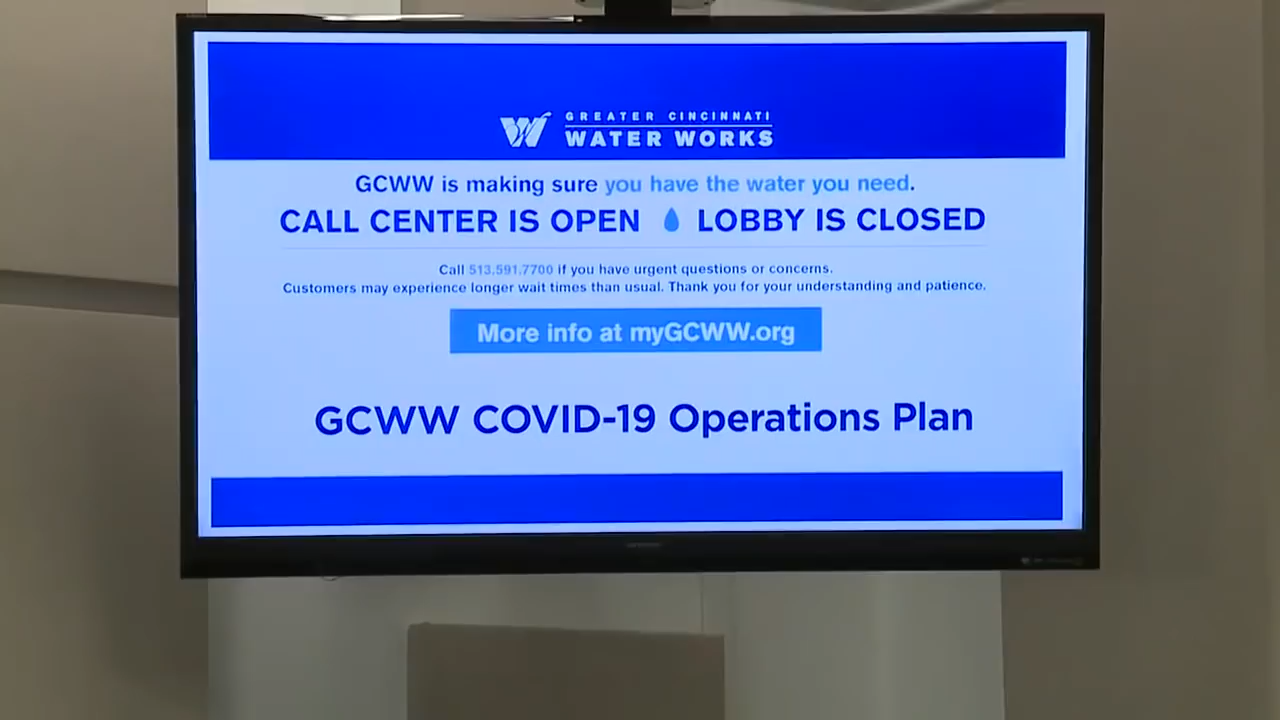 GREATER CINCINNATI
WATER WORKS
GCWW is making sure you have the water you need.
CALL CENTER IS OPEN LOBBY IS CLOSED
Call 513.591.7700 if you have urgent questions or concerns.
Customers may experience longer wait times than usual. Thank you for your understanding and patience.
More info at myGCWW.org
GCWW COVID-19 Operations Plan